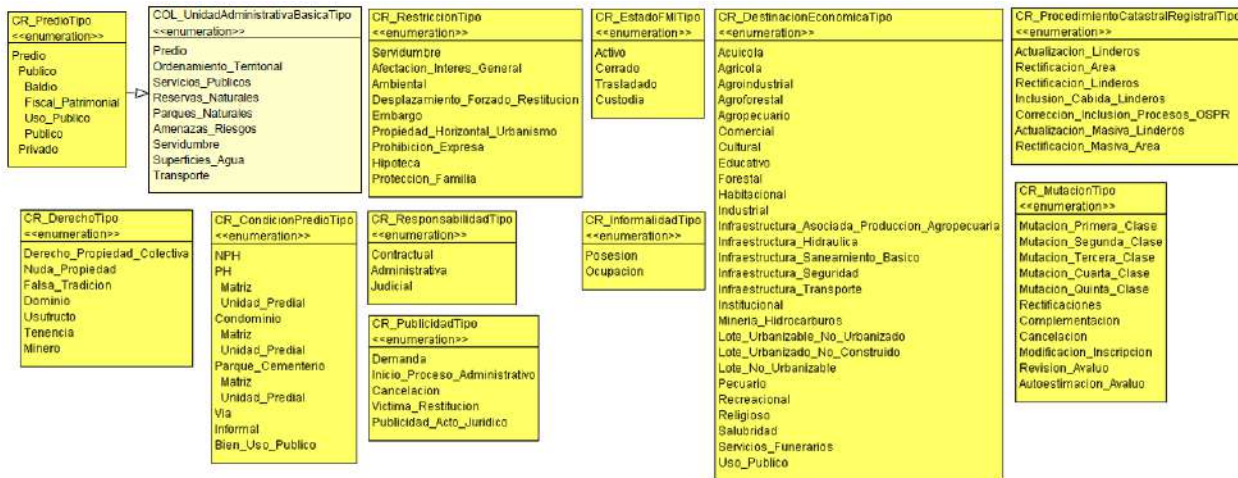 CR_PredioTipo
<<enumeration>>
Predio
Publico
Baldio
Fiscal_Patrimonial
Uso_Publico
Publico
Privado
COL_UnidadAdministrativaBasicaTipo
<<enumeration>>
Predio
Ordenamiento_Territorial
Servicios_Publicos
Reservas_Naturales
Parques_Naturales
Amenazas_Riesgos
Servidumbre
Superficies_Agua
Transporte
CR_RestriccionTipo
<<enumeration>>
Servidumbre
Afectacion_Interes_General
Ambiental
Desplazamiento_Forzado_Restitucion
Embargo
Propiedad_Horizontal_Urbanismo
Prohibicion_Expresa
Hipoteca
Proteccion_Familia
CR_EstadoFMITipo
<<enumeration>>
Activo
Cerrado
Trasladado
Custodia
CR_DestinacionEconomicaTipo
<<enumeration>>
Acuicola
Agricola
Agroindustrial
Agroforestal
Agropecuario
Comercial
Cultural
Educativo
Forestal
Habitacional
Industrial
Infraestructura_Asociada_Produccion_Agropecuaria
Infraestructura_Hidraulica
Infraestructura_Saneamiento_Basico
Infraestructura_Seguridad
Infraestructura_Transporte
Institucional
Mineria_Hidrocarburos
Lote_Urbanizable_No_Urbanizado
Lote_Urbanizado_No_Construido
Lote_No_Urbanizable
Pecuario
Recreacional
Religioso
Salubridad
Servicios_Funerarios
Uso_Publico
CR_ProcedimientoCatastralRegistralTipo
<<enumeration>>
Actualizacion_Linderos
Rectificacion_Area
Rectificacion_Linderos
Inclusion_Cabida_Linderos
Correccion_Inclusion_Procesos_OSPR
Actualizacion_Masiva_Linderos
Rectificacion_Masiva_Area
CR_DerechoTipo
<<enumeration>>
Derecho_Propiedad_Colectiva
Nuda_Propiedad
Falsa_Tradicion
Dominio
Usufructo
Tenencia
Minero
CR_CondicionPredioTipo
<<enumeration>>
NPH
PH
Matriz
Unidad_Predial
Condominio
Matriz
Unidad_Predial
Parque_Cementerio
Matriz
Unidad_Predial
Via
Informal
Bien_Uso_Publico
CR_ResponsabilidadTipo
<<enumeration>>
Contractual
Administrativa
Judicial
CR_PublicidadTipo
<<enumeration>>
Demanda
Inicio_Proceso_Administrativo
Cancelacion
Victima_Restitucion
Publicidad_Acto_Juridico
CR_InformalidadTipo
<<enumeration>>
Posesion
Ocupacion
CR_MutacionTipo
<<enumeration>>
Mutacion_Primera_Clase
Mutacion_Segunda_Clase
Mutacion_Tercera_Clase
Mutacion_Cuarta_Clase
Mutacion_Quinta_Clase
Rectificaciones
Complementacion
Cancelacion
Modificacion_Inscripcion
Revision_Avaluo
Autoestimacion_Avaluo